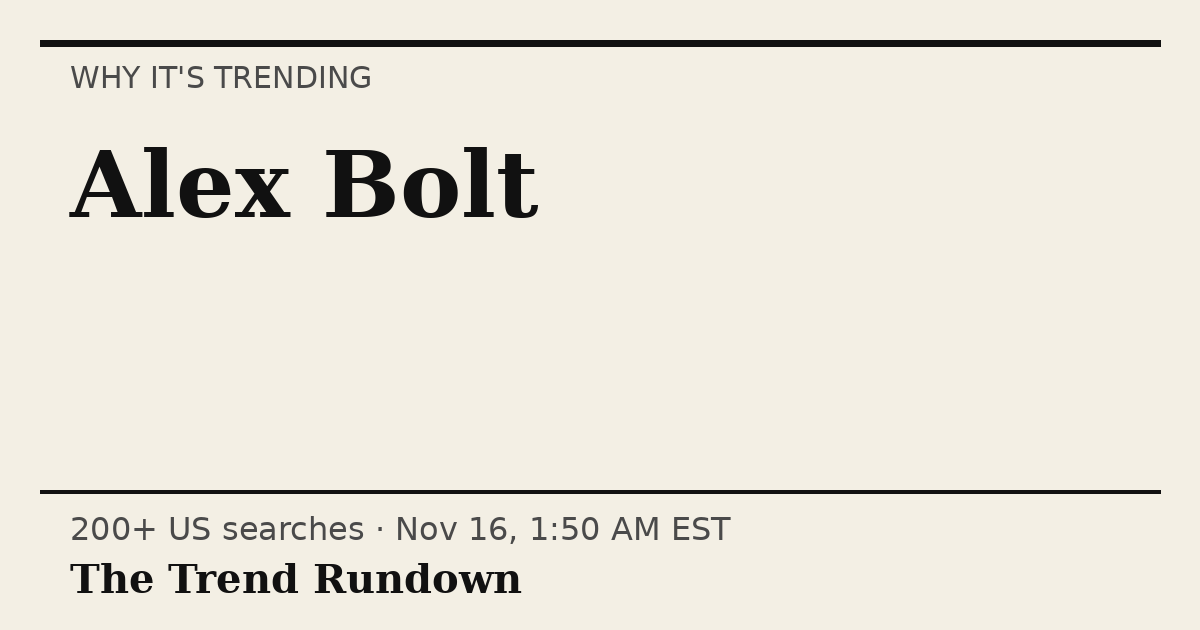 WHY IT'S TRENDING
Alex Bolt
200+ US searches · Nov 16, 1:50 AM EST
The Trend Rundown